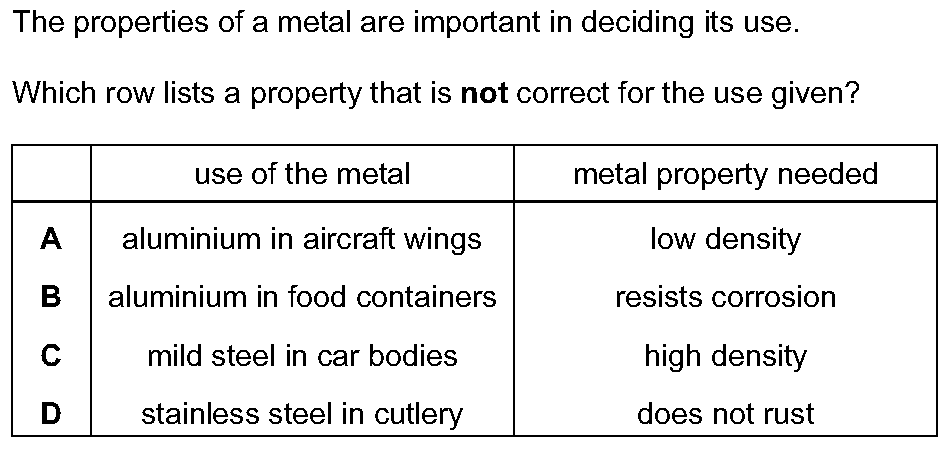 The properties of a metal are important in deciding its use.
Which row lists a property that is not correct for the use given?
use of the metal metal property needed
A aluminium in aircraft wings low density
B aluminium in food containers resists corrosion
C mild steel in car bodies high density
D stainless steel in cutlery does not rust